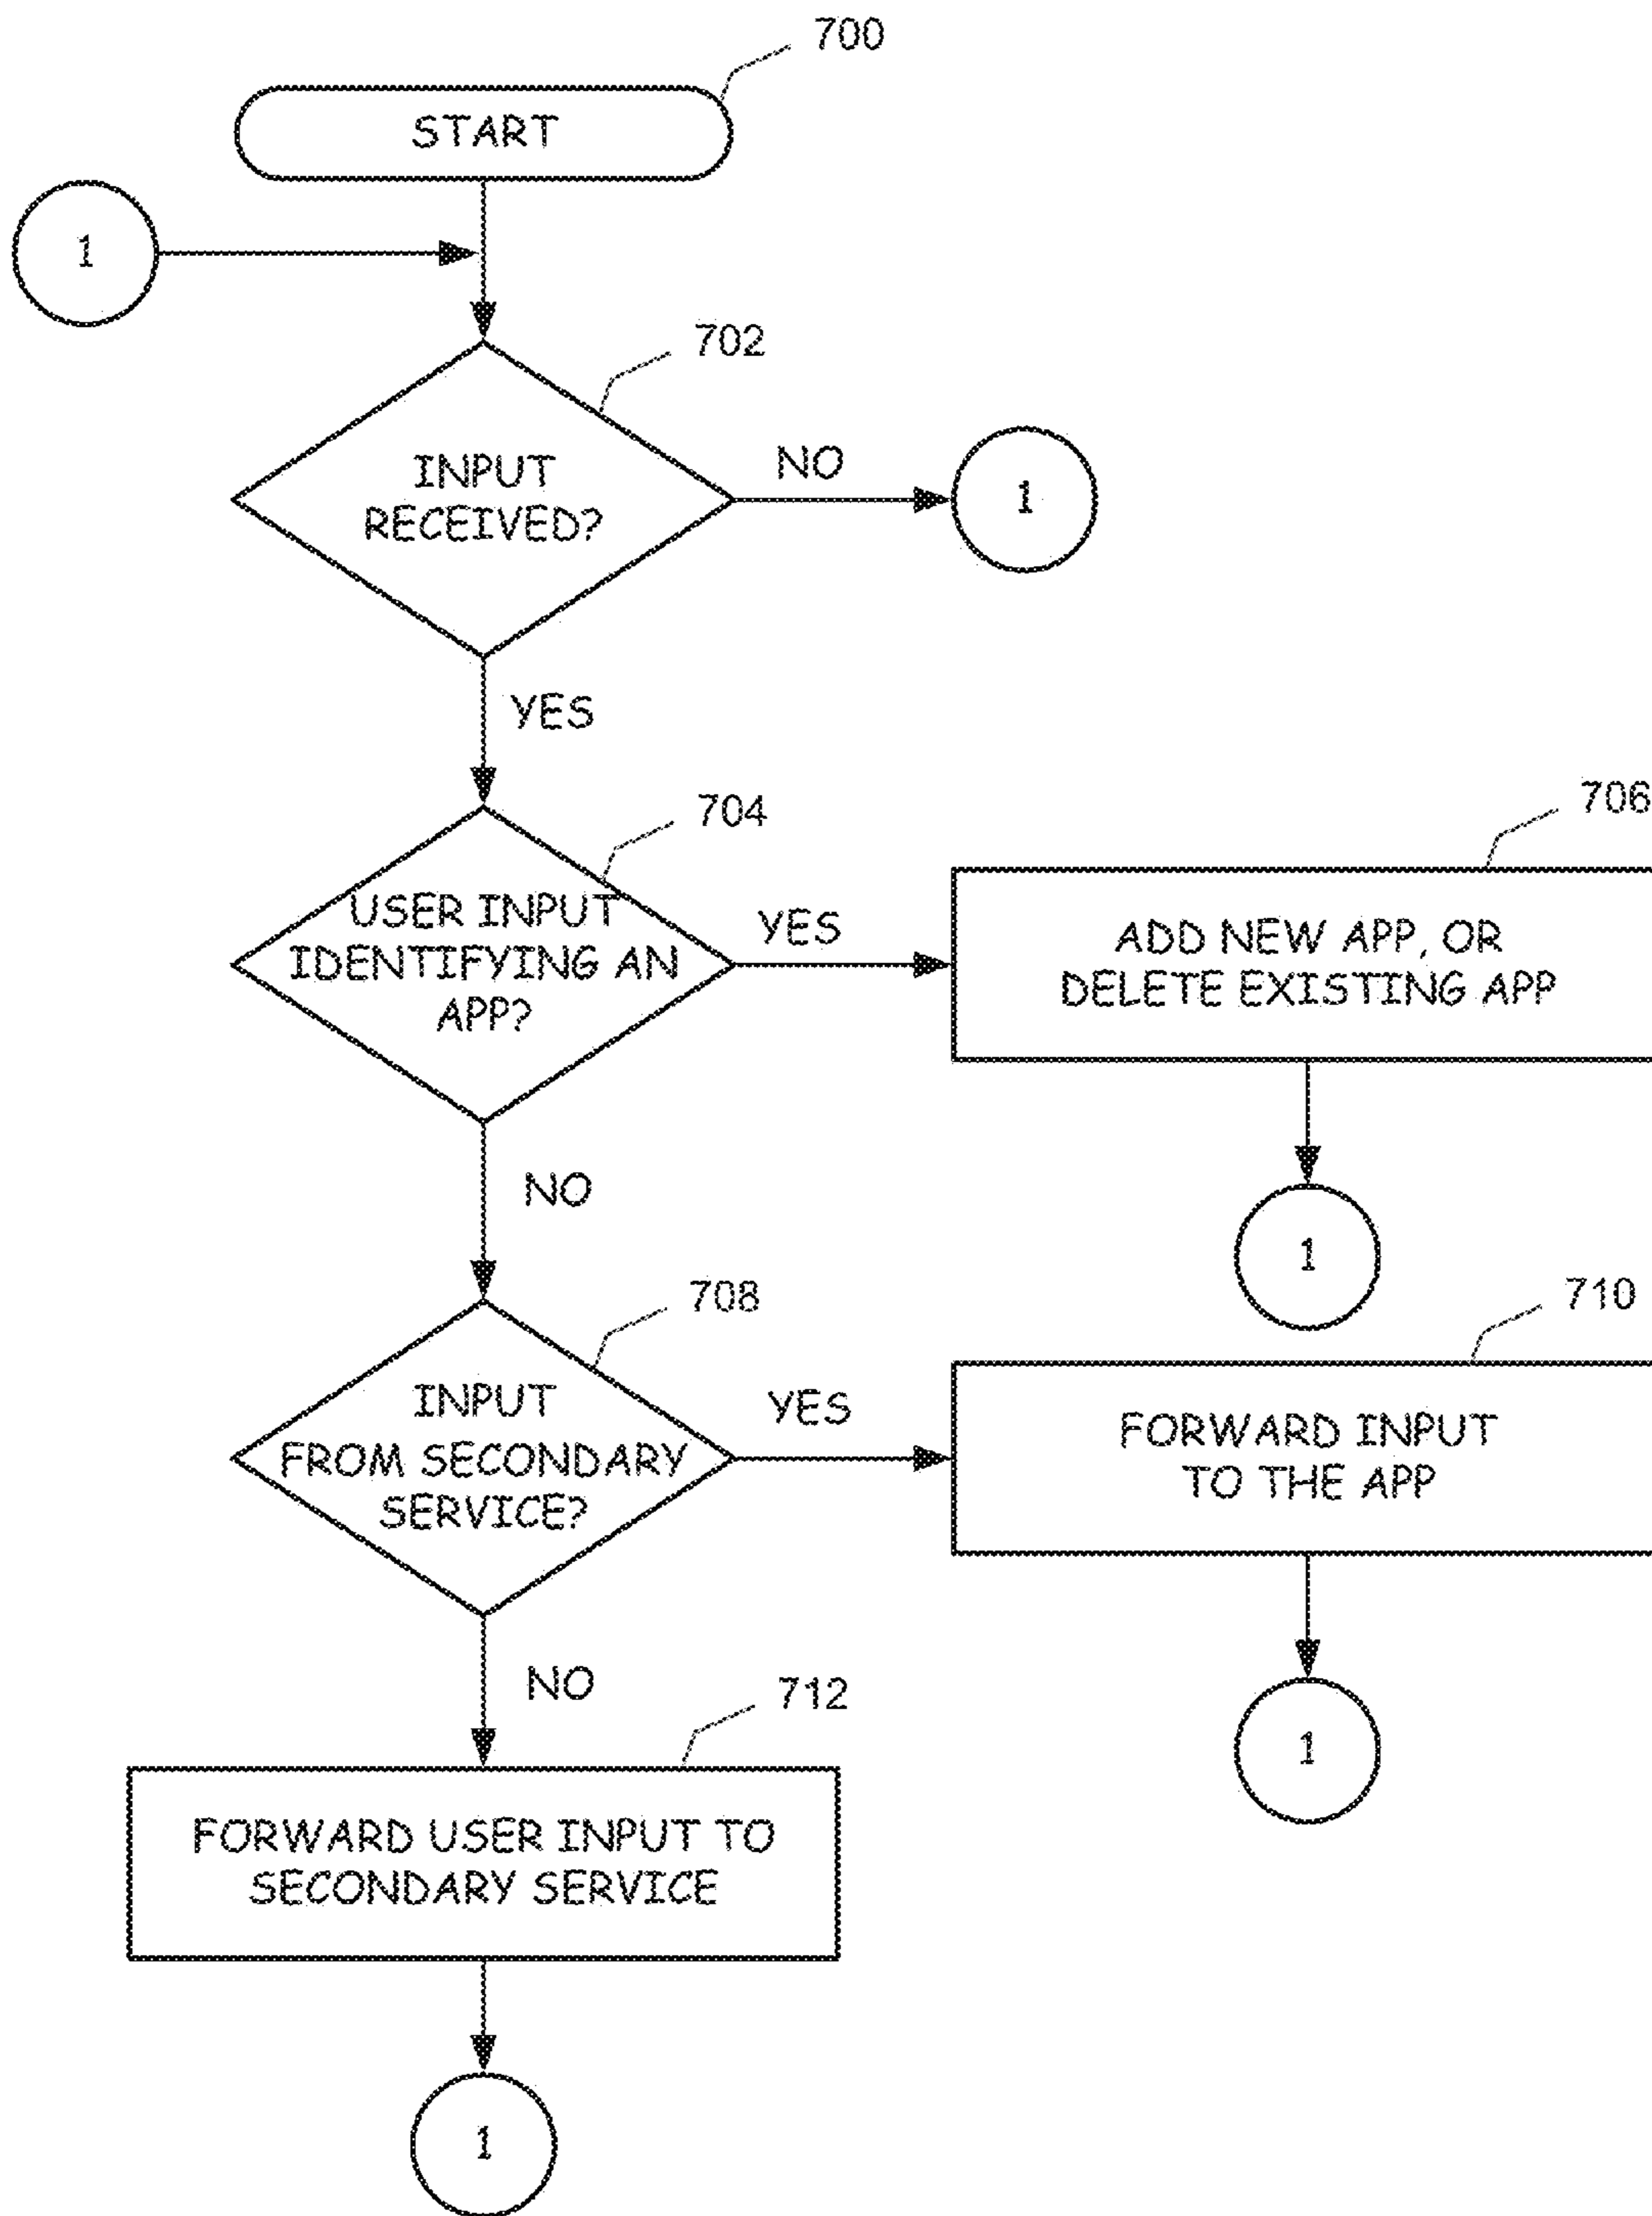 700
START
1
702
INPUT
RECEIVED?
NO
1
YES
704
USER INPUT
IDENTIFYING AN
APP?
YES
706
ADD NEW APP, OR
DELETE EXISTING APP
1
NO
708
INPUT
FROM SECONDARY
SERVICE?
YES
710
FORWARD INPUT
TO THE APP
1
NO
712
FORWARD USER INPUT TO
SECONDARY SERVICE
1